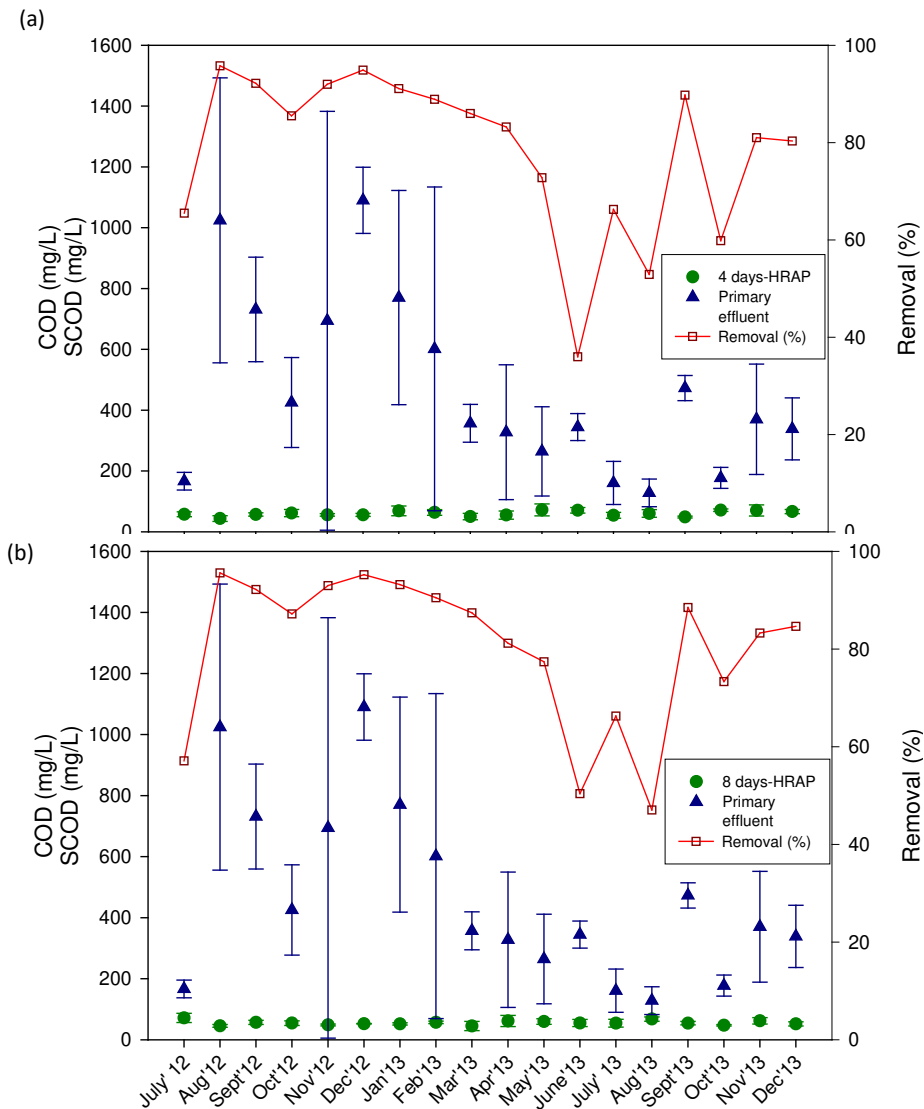 (a)
1600
1400
1200
1000
800
600
400
200
0
COD (mg/L)
SCOD (mg/L)
100
80
60
40
20
0
Removal (%)
4 days-HRAP
Primary
effluent
Removal (%)
(b)
1600
1400
1200
1000
800
600
400
200
0
COD (mg/L)
SCOD (mg/L)
100
80
60
40
20
0
Removal (%)
8 days-HRAP
Primary
effluent
Removal (%)
July' 12
Aug'12
Sept'12
Oct'12
Nov'12
Dec'12
Jan'13
Feb'13
Mar'13
Apr'13
May'13
June'13
July' 13
Aug'13
Sept'13
Oct'13
Nov'13
Dec'13